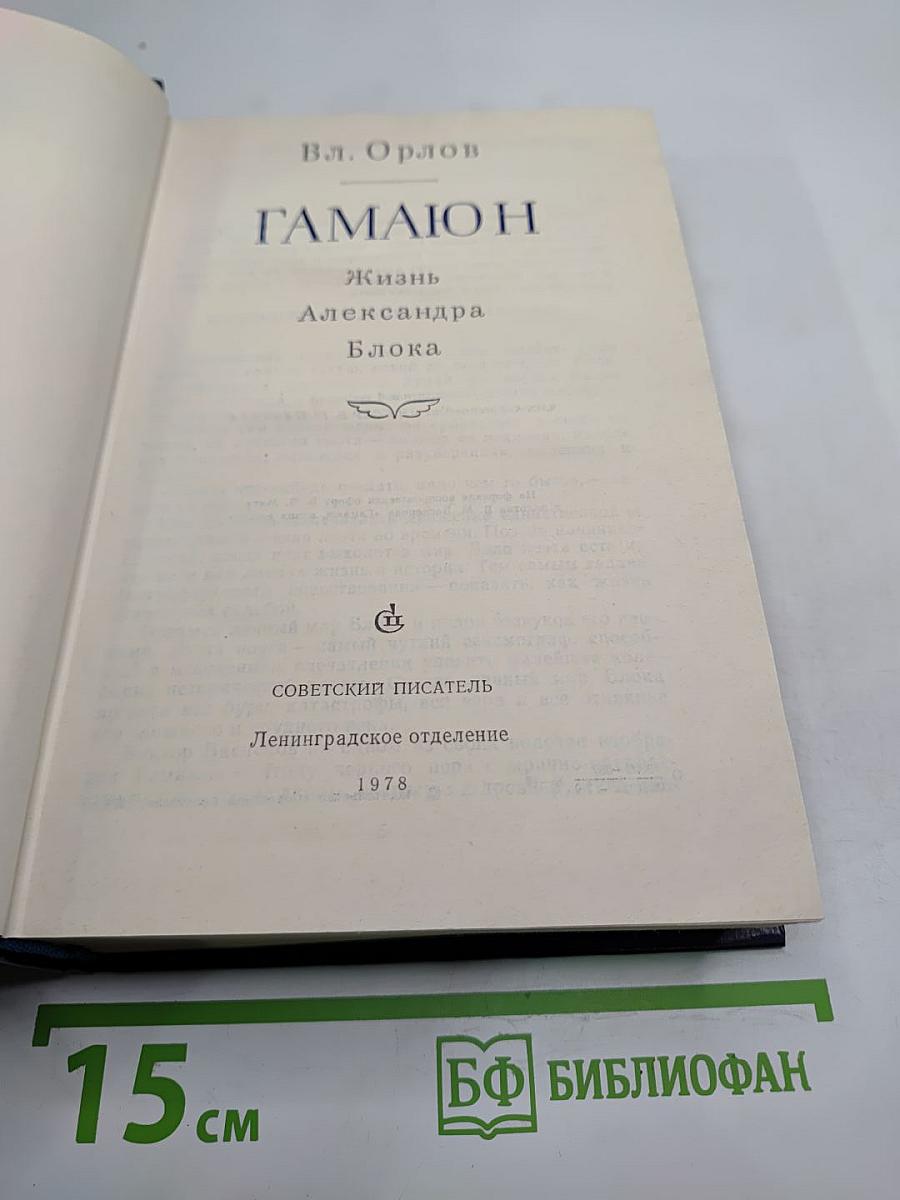 Вл. Орлов
ГАМАЮН
Жизнь
Александра
Блока
СОВЕТСКИЙ ПИСАТЕЛЬ
Ленинградское отделение
1978
15 см
БФ БИБЛИОФАН